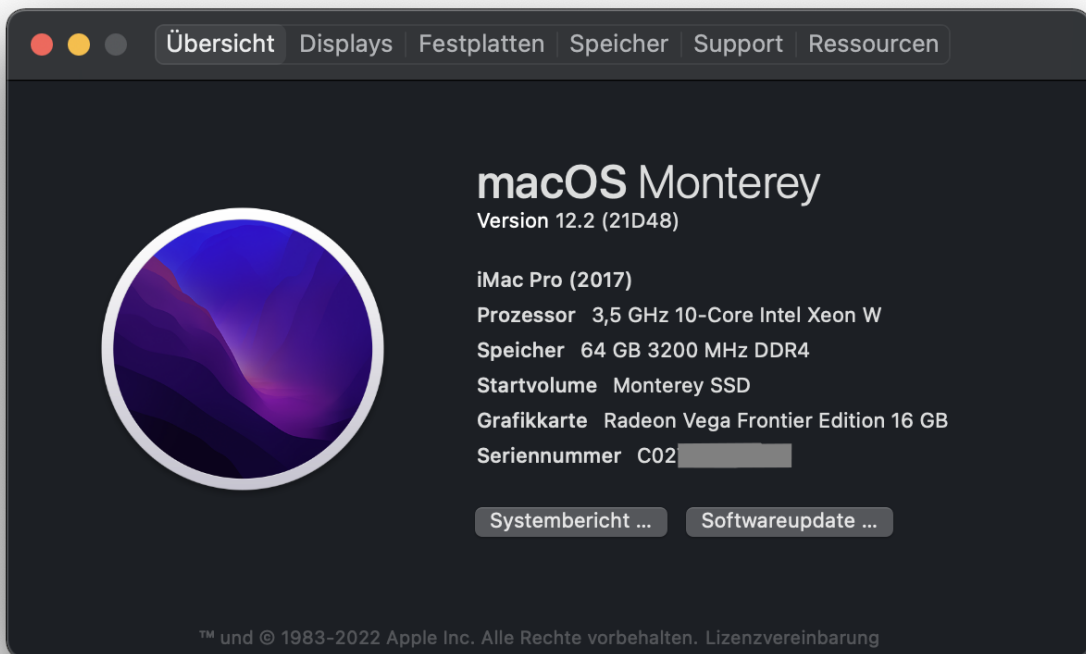 Übersicht Displays Festplatten Speicher Support Ressourcen
macOS Monterey
Version 12.2 (21D48)
iMac Pro (2017)
Prozessor 3,5 GHz 10-Core Intel Xeon W
Speicher 64 GB 3200 MHz DDR4
Startvolume Monterey SSD
Grafikkarte Radeon Vega Frontier Edition 16 GB
Seriennummer C02
Systembericht ... Softwareupdate ...
™ und © 1983-2022 Apple Inc. Alle Rechte vorbehalten. Lizenzvereinbarung